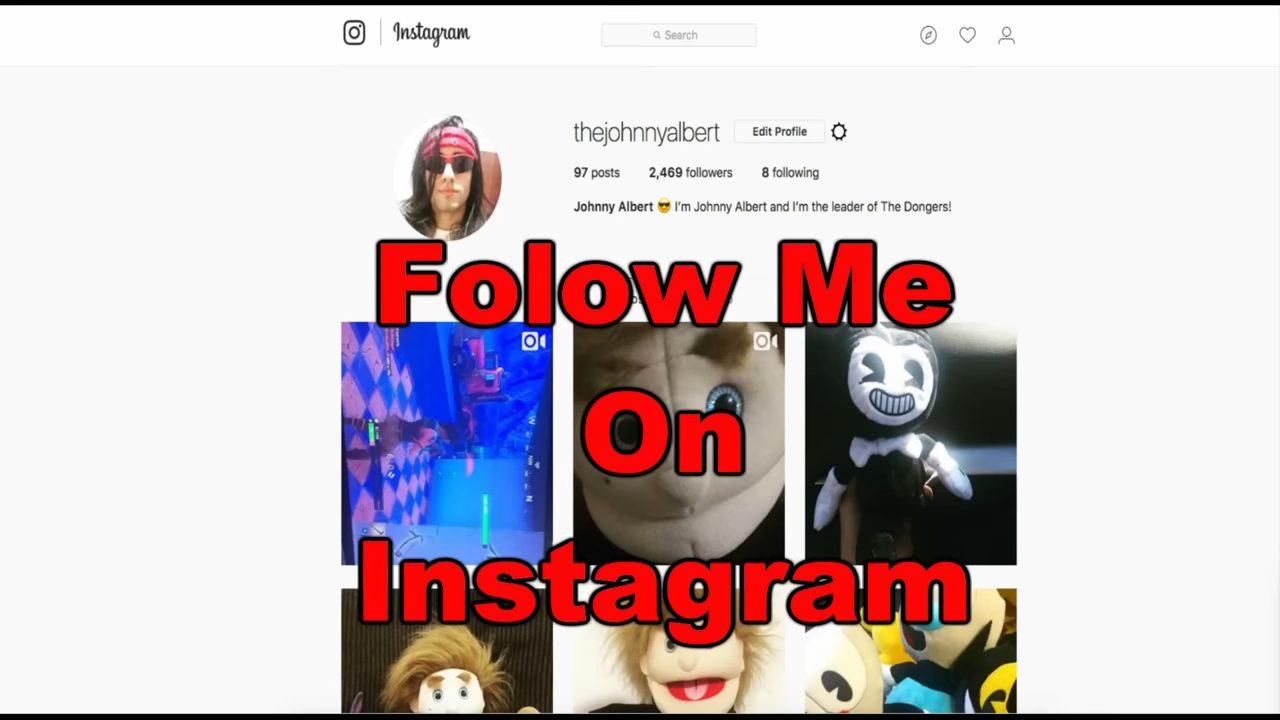 Instagram
Search
thejohnnyalbert
Edit Profile
97 posts 2,469 followers 8 following
Johnny Albert 😎 I'm Johnny Albert and I'm the leader of The Dongers!
Folow Me
On
Instagram